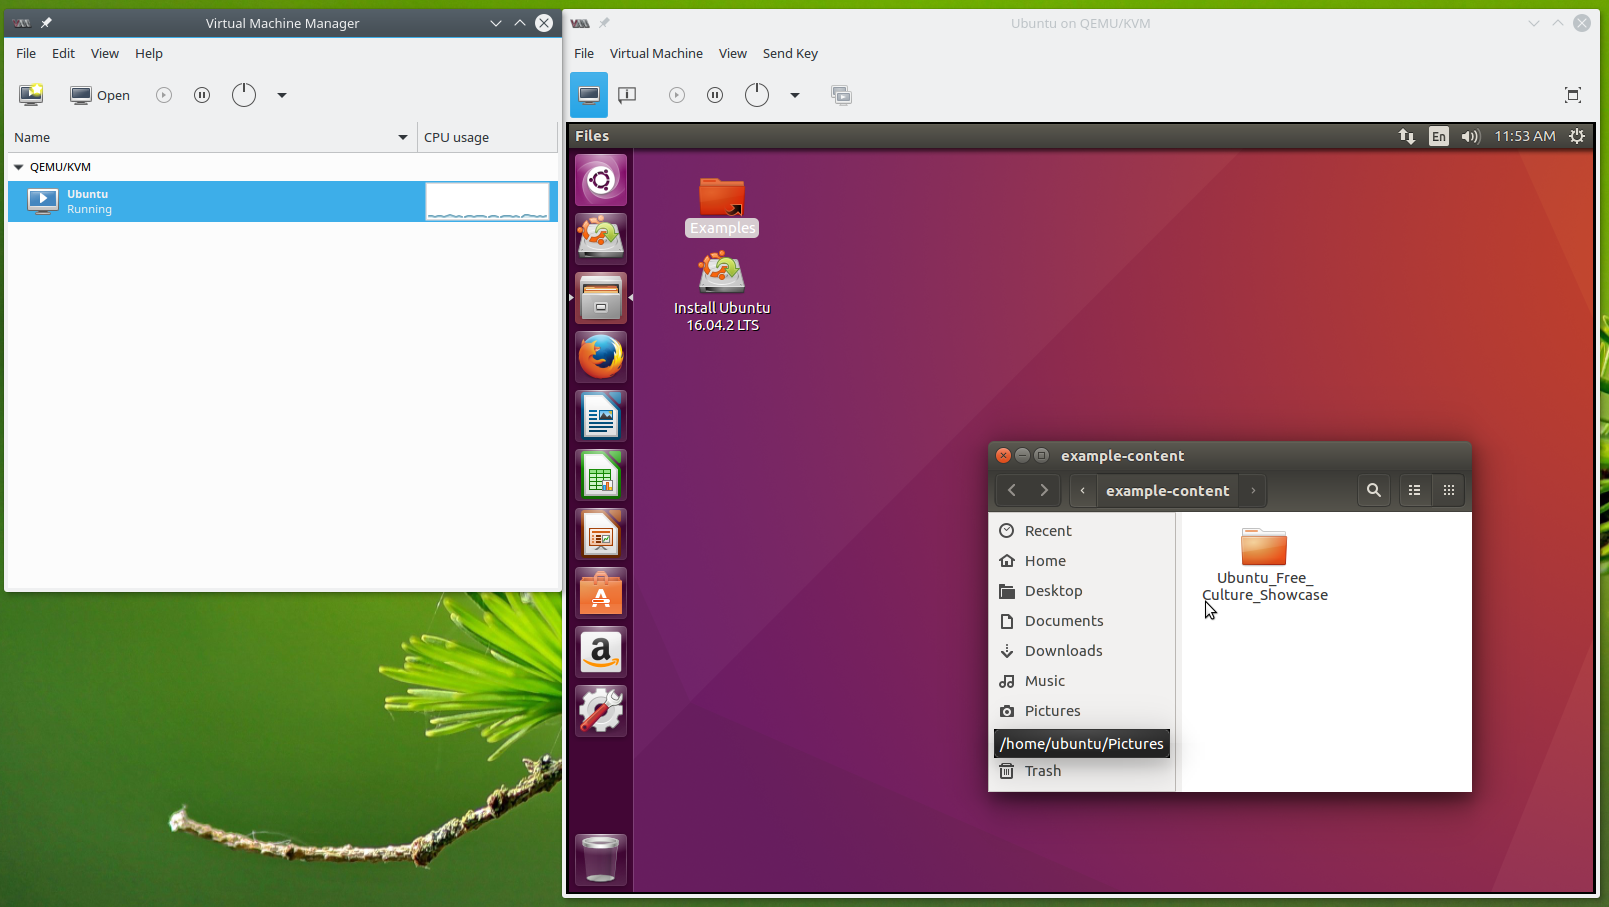 Virtual Machine Manager
File Edit View Help
Open
Name CPU usage
QEMU/KVM
Ubuntu
Running
Ubuntu on QEMU/KVM
File Virtual Machine View Send Key
Files En 11:53 AM
Examples
Install Ubuntu
16.04.2 LTS
example-content
example-content
Recent
Home
Desktop
Documents
Downloads
Music
Pictures
/home/ubuntu/Pictures
Trash
Ubuntu_Free_
Culture_Showcase